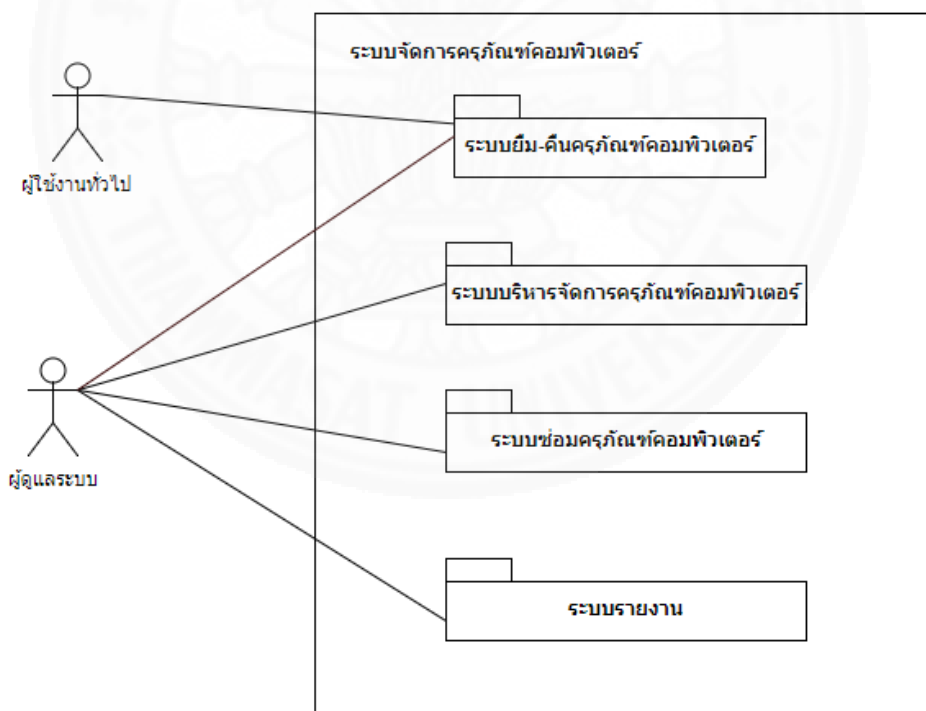 ระบบจัดการครุภัณฑ์คอมพิวเตอร์
ระบบยืม-คืนครุภัณฑ์คอมพิวเตอร์
ผู้ใช้งานทั่วไป
ระบบบริหารจัดการครุภัณฑ์คอมพิวเตอร์
ระบบซ่อมครุภัณฑ์คอมพิวเตอร์
ผู้ดูแลระบบ
ระบบรายงาน